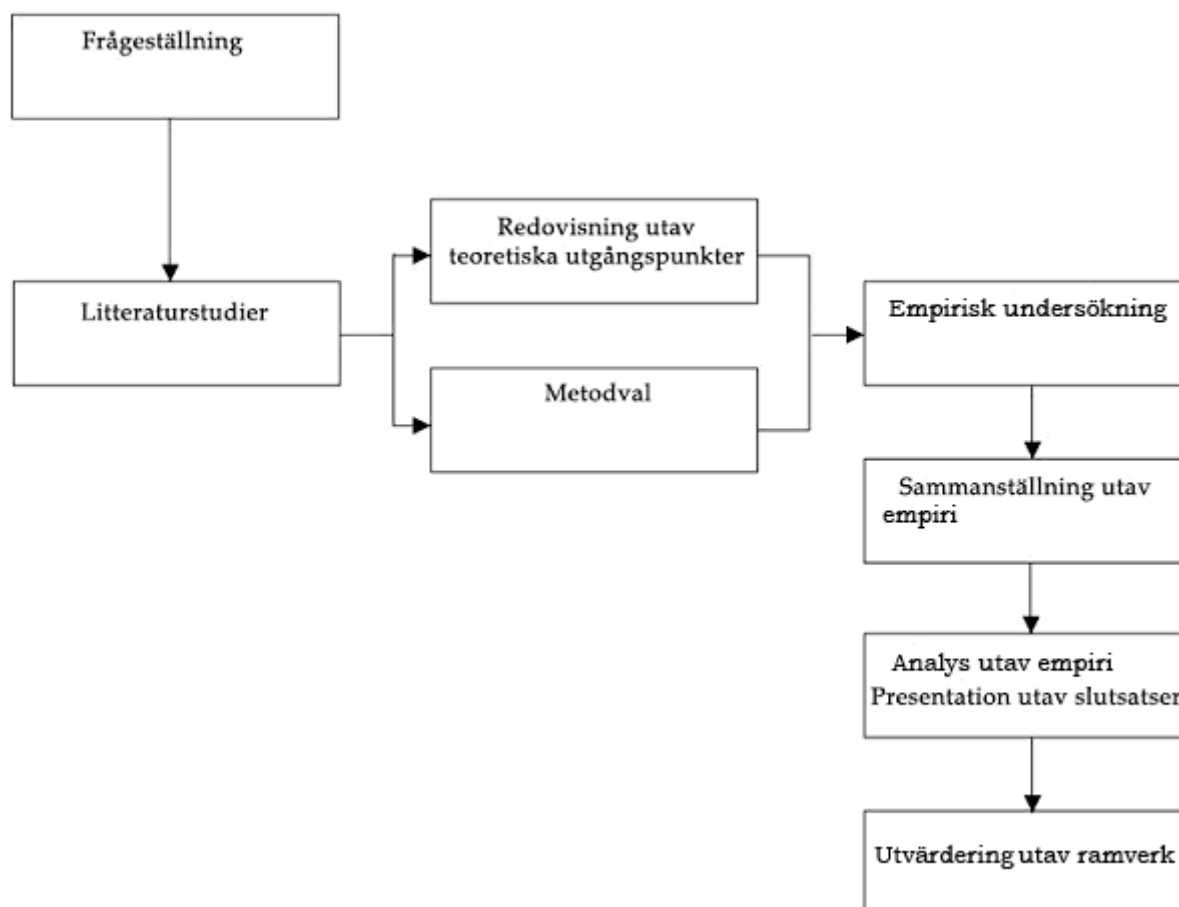 Frågeställning
Litteraturstudier
Redovisning utav
teoretiska utgångspunkter
Metodval
Empirisk undersökning
Sammanställning utav
empiri
Analys utav empiri
Presentation utav slutsatser
Utvärdering utav ramverk